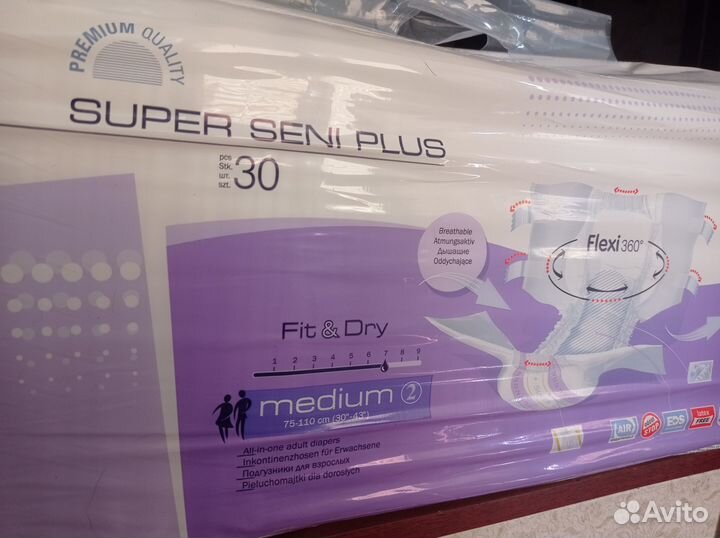 PREMIUM QUALITY
SUPER SENI PLUS
pcs
Stk.
шт.
szt.
30
Breathable
Atmungsaktiv
Дышащие
Oddychające
Flexi360°
Fit & Dry
1 2 3 4 5 6 7 8 9
medium 2
75-110 cm (30"-43")
All-in-one adult diapers
Inkontinenzhosen für Erwachsene
Подгузники для взрослых
Pieluchomajtki dla dorosłych
AIR
STOP
EDS
latex
FREE
Avito